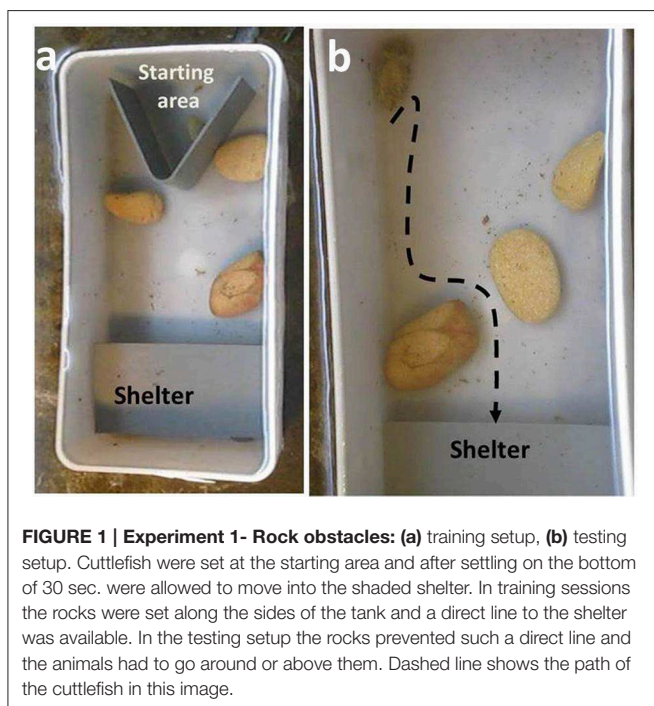 a
Starting
area
Shelter
b
Shelter
FIGURE 1 | Experiment 1- Rock obstacles: (a) training setup, (b) testing
setup. Cuttlefish were set at the starting area and after settling on the bottom
of 30 sec. were allowed to move into the shaded shelter. In training sessions
the rocks were set along the sides of the tank and a direct line to the shelter
was available. In the testing setup the rocks prevented such a direct line and
the animals had to go around or above them. Dashed line shows the path of
the cuttlefish in this image.